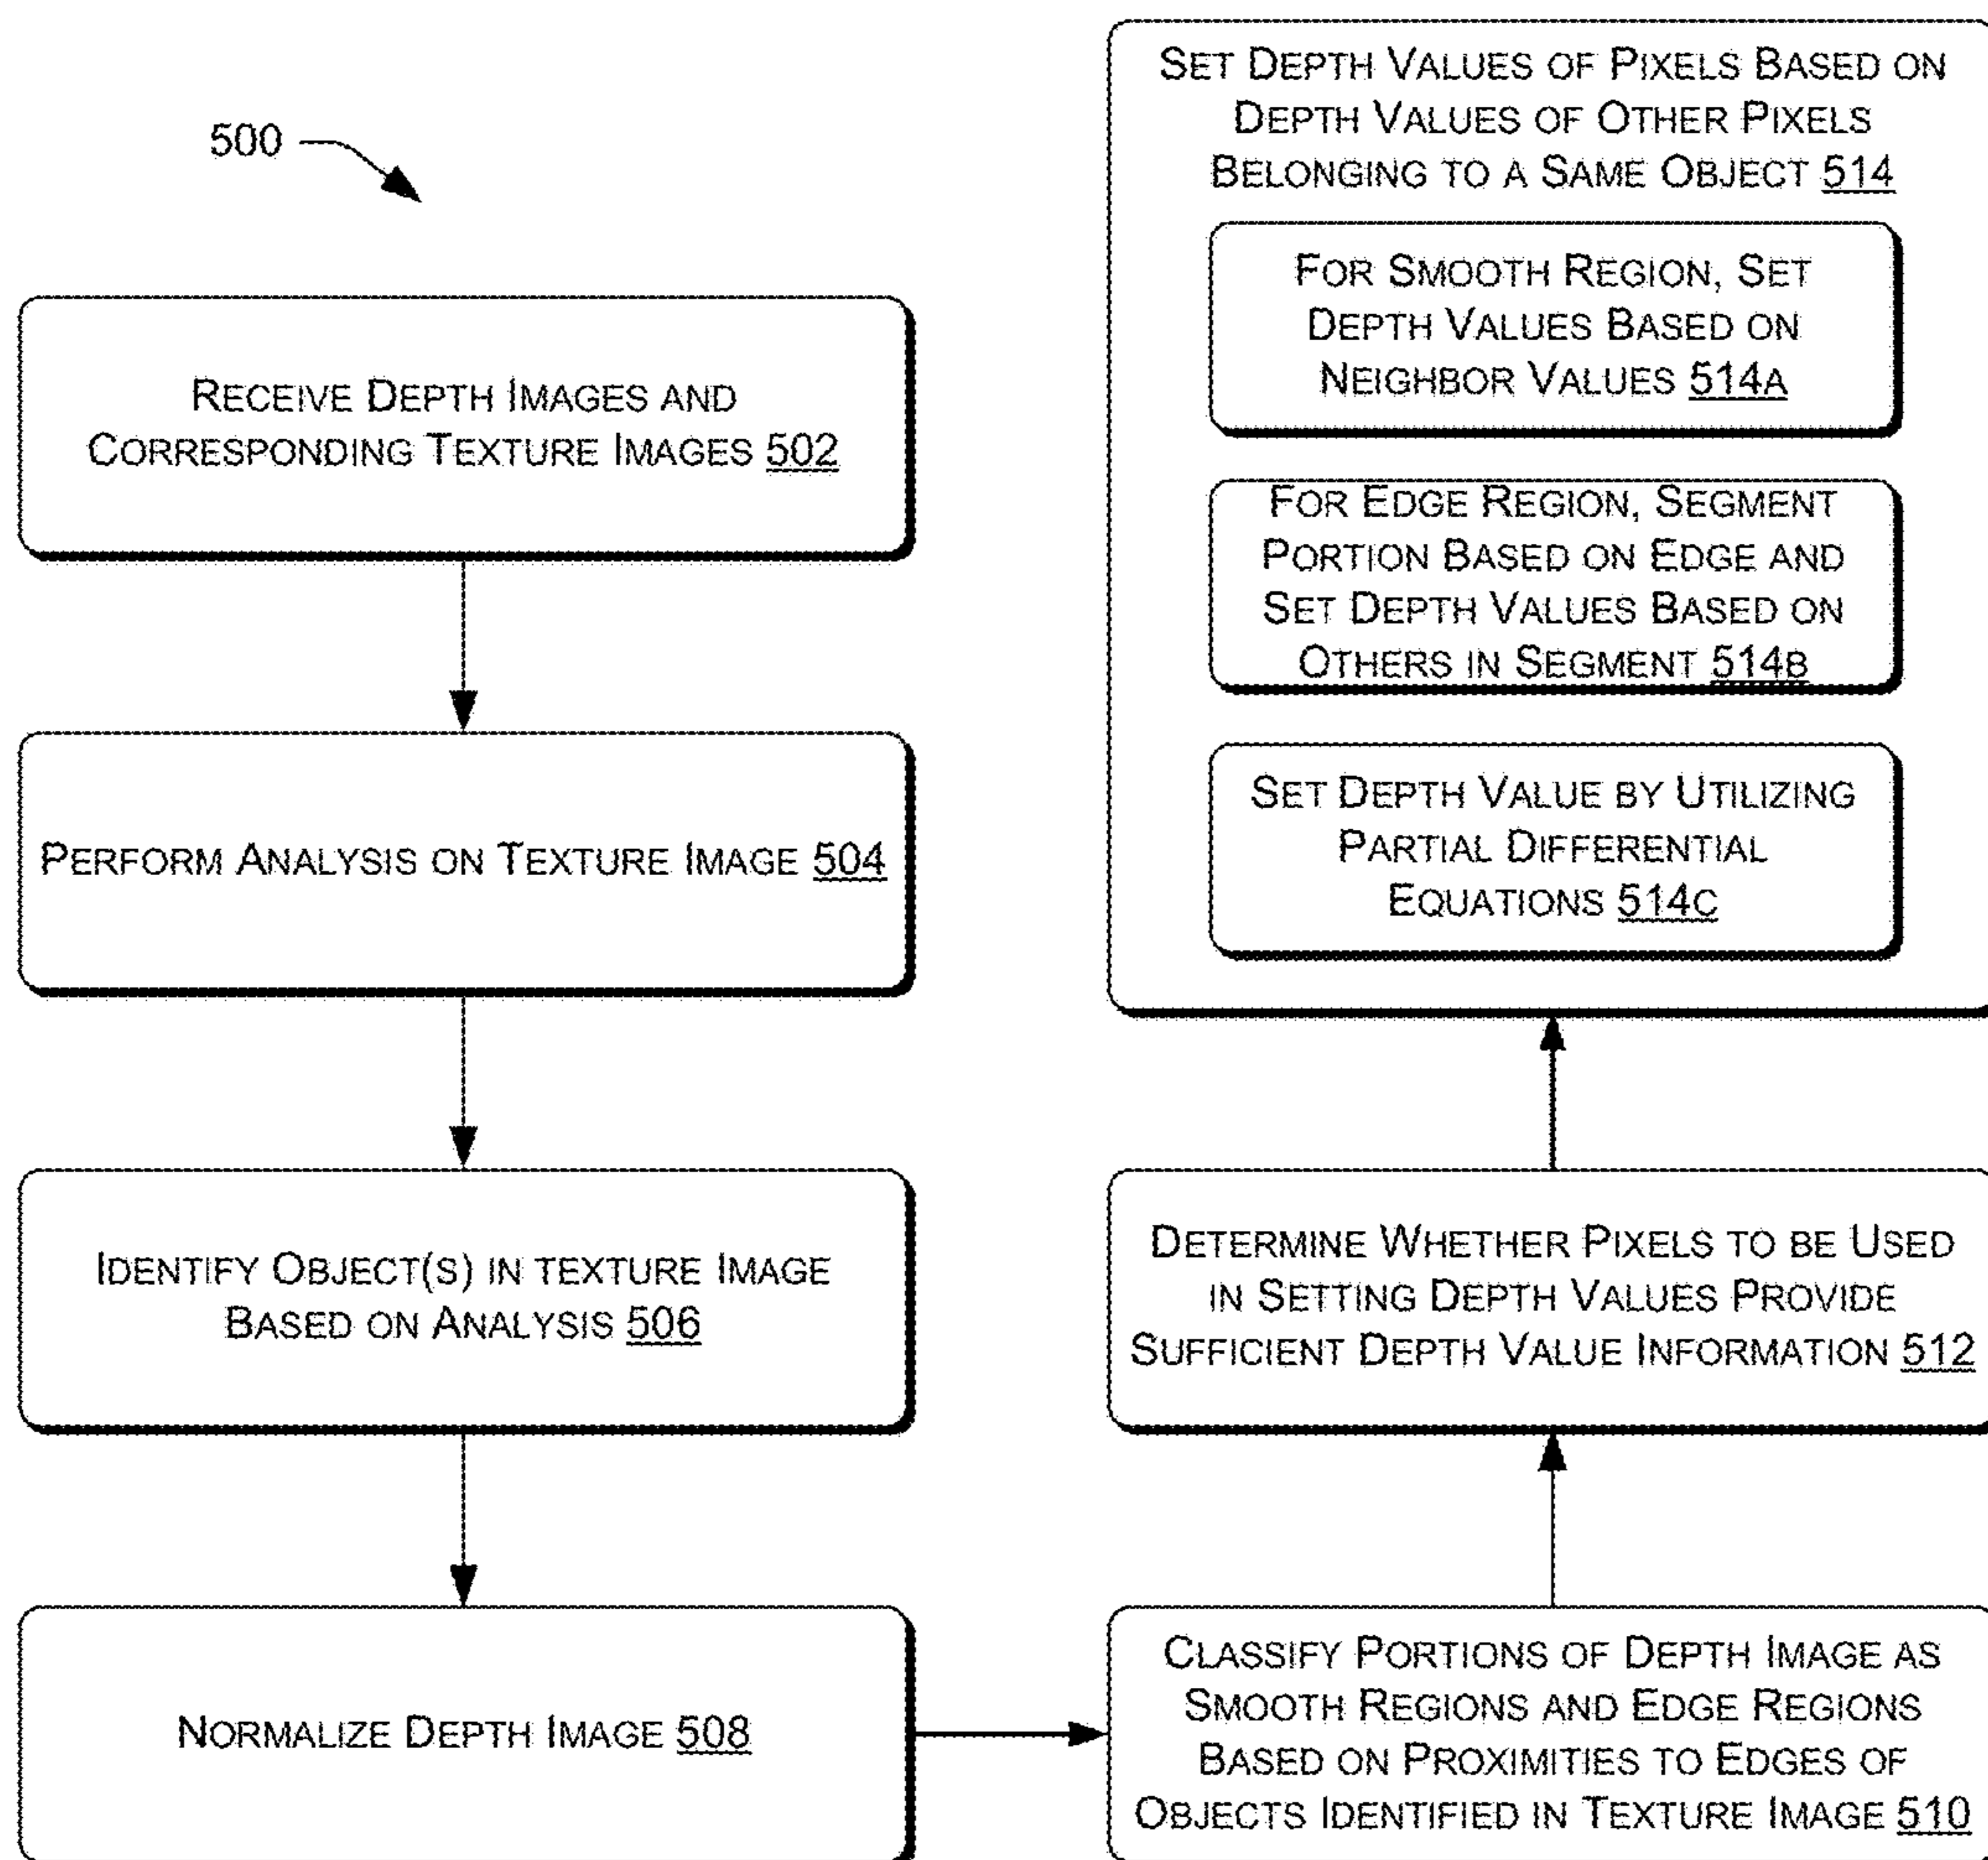 500
RECEIVE DEPTH IMAGES AND
CORRESPONDING TEXTURE IMAGES 502
PERFORM ANALYSIS ON TEXTURE IMAGE 504
IDENTIFY OBJECT(S) IN TEXTURE IMAGE
BASED ON ANALYSIS 506
NORMALIZE DEPTH IMAGE 508
CLASSIFY PORTIONS OF DEPTH IMAGE AS
SMOOTH REGIONS AND EDGE REGIONS
BASED ON PROXIMITIES TO EDGES OF
OBJECTS IDENTIFIED IN TEXTURE IMAGE 510
DETERMINE WHETHER PIXELS TO BE USED
IN SETTING DEPTH VALUES PROVIDE
SUFFICIENT DEPTH VALUE INFORMATION 512
SET DEPTH VALUES OF PIXELS BASED ON
DEPTH VALUES OF OTHER PIXELS
BELONGING TO A SAME OBJECT 514
FOR SMOOTH REGION, SET
DEPTH VALUES BASED ON
NEIGHBOR VALUES 514A
FOR EDGE REGION, SEGMENT
PORTION BASED ON EDGE AND
SET DEPTH VALUES BASED ON
OTHERS IN SEGMENT 514B
SET DEPTH VALUE BY UTILIZING
PARTIAL DIFFERENTIAL
EQUATIONS 514C